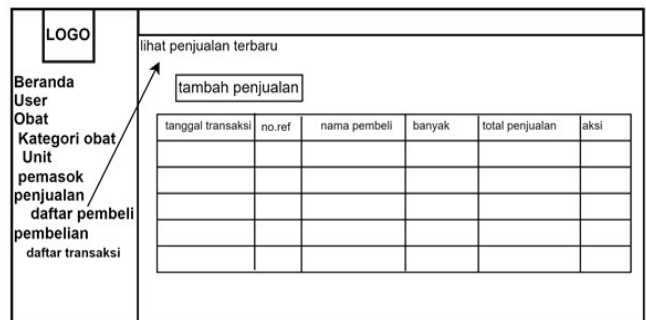 LOGO
lihat penjualan terbaru
tambah penjualan
Beranda
User
Obat
Kategori obat
Unit
pemasok
penjualan
daftar pembeli
pembelian
daftar transaksi
tanggal transaksi no.ref nama pembeli banyak total penjualan aksi